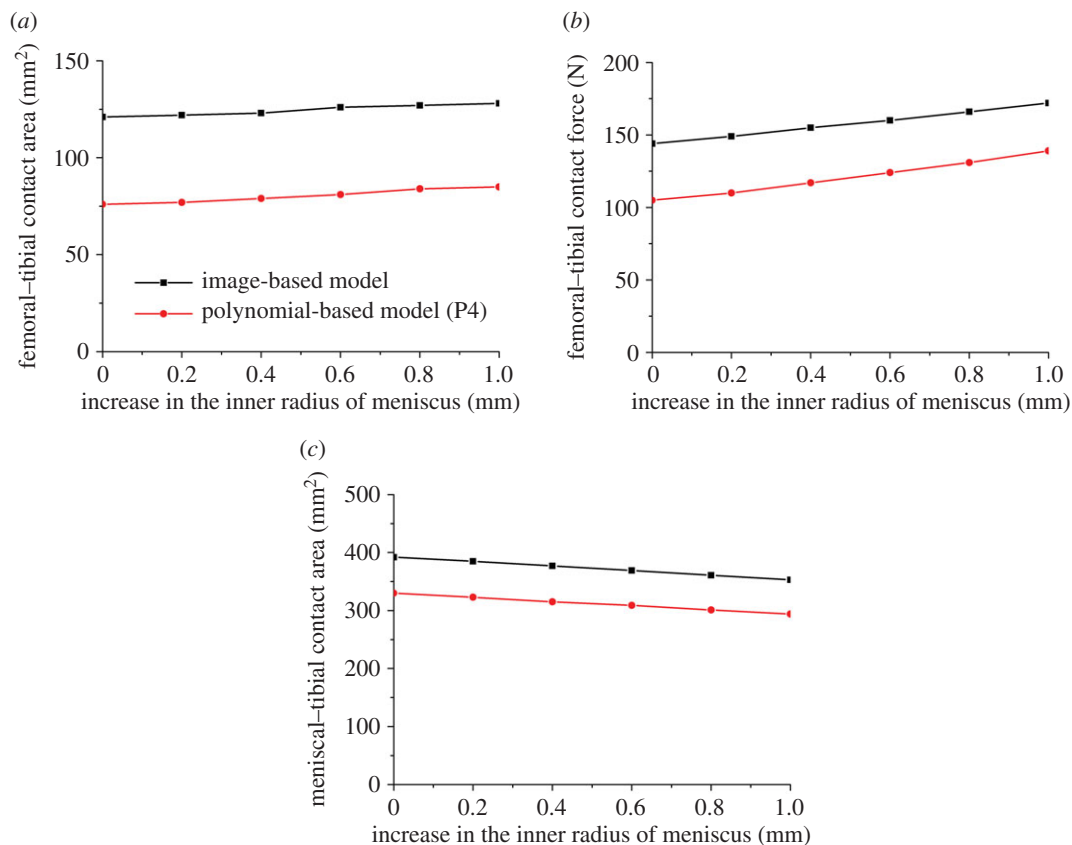 (a)
femoral–tibial contact area (mm²)
150
100
50
0
image-based model
polynomial-based model (P4)
0 0.2 0.4 0.6 0.8 1.0
increase in the inner radius of meniscus (mm)
(b)
femoral–tibial contact force (N)
200
150
100
50
0
0 0.2 0.4 0.6 0.8 1.0
increase in the inner radius of meniscus (mm)
(c)
meniscal–tibial contact area (mm²)
500
400
300
200
100
0
0 0.2 0.4 0.6 0.8 1.0
increase in the inner radius of meniscus (mm)